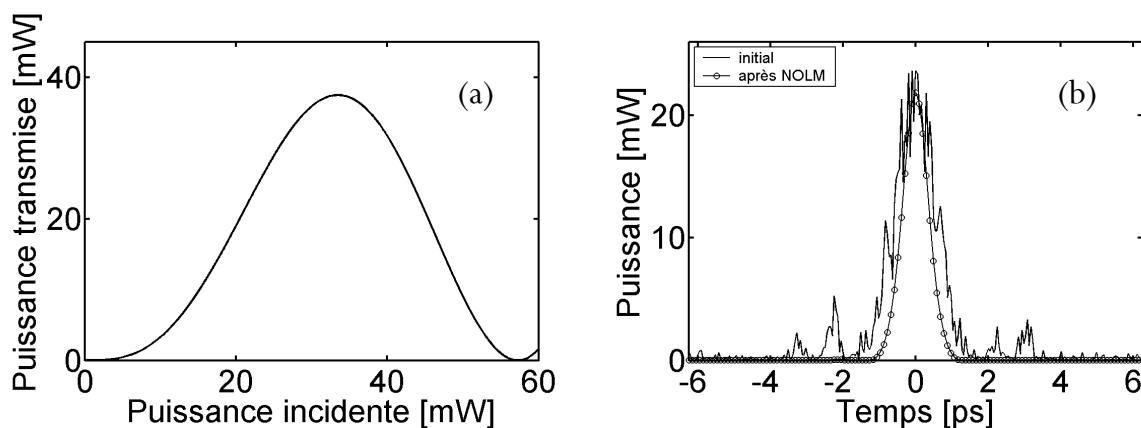 Puissance transmise [mW]
40
20
0
(a)
0
20
40
60
Puissance incidente [mW]
Puissance [mW]
20
10
0
initial
après NOLM
(b)
-6
-4
-2
0
2
4
6
Temps [ps]